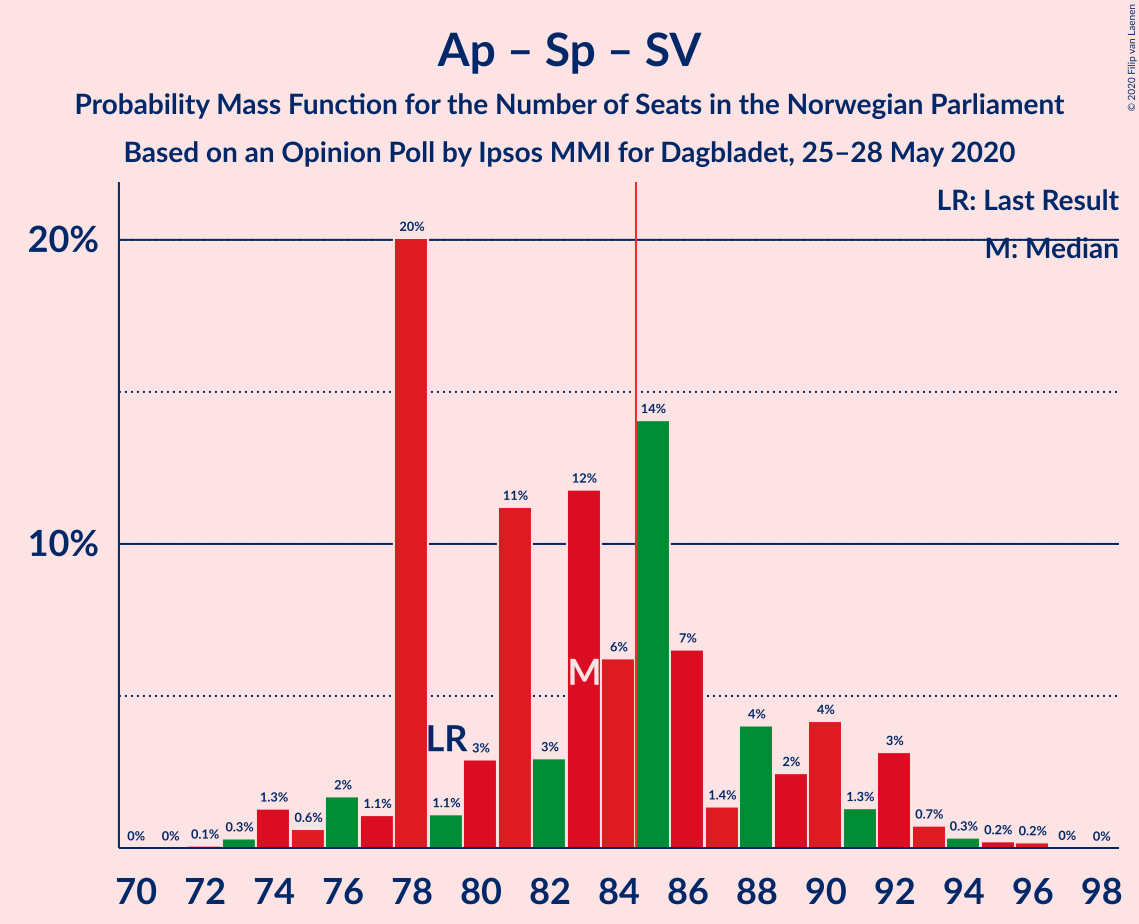 Ap – Sp – SV
Probability Mass Function for the Number of Seats in the Norwegian Parliament
Based on an Opinion Poll by Ipsos MMI for Dagbladet, 25–28 May 2020
© 2020 Filip van Laenen
LR: Last Result
M: Median
20%
10%
0% 0% 0.1% 0.3% 1.3% 0.6% 2% 1.1% 20% 1.1% 3% 11% 3% 12% 6% 14% 7% 1.4% 4% 2% 4% 1.3% 3% 0.7% 0.3% 0.2% 0.2% 0% 0%
LR
M
70 72 74 76 78 80 82 84 86 88 90 92 94 96 98